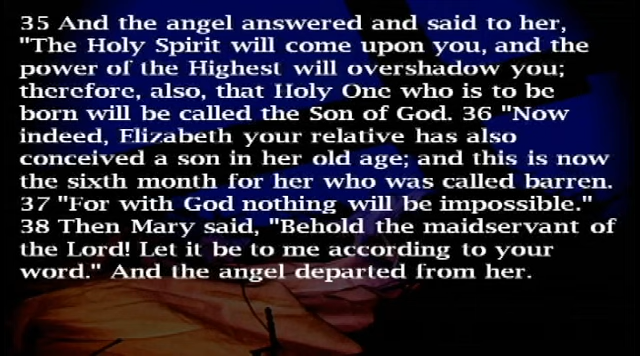 35 And the angel answered and said to her,
"The Holy Spirit will come upon you, and the
power of the Highest will overshadow you;
therefore, also, that Holy One who is to be
born will be called the Son of God. 36 "Now
indeed, Elizabeth your relative has also
conceived a son in her old age; and this is now
the sixth month for her who was called barren.
37 "For with God nothing will be impossible."
38 Then Mary said, "Behold the maidservant of
the Lord! Let it be to me according to your
word." And the angel departed from her.